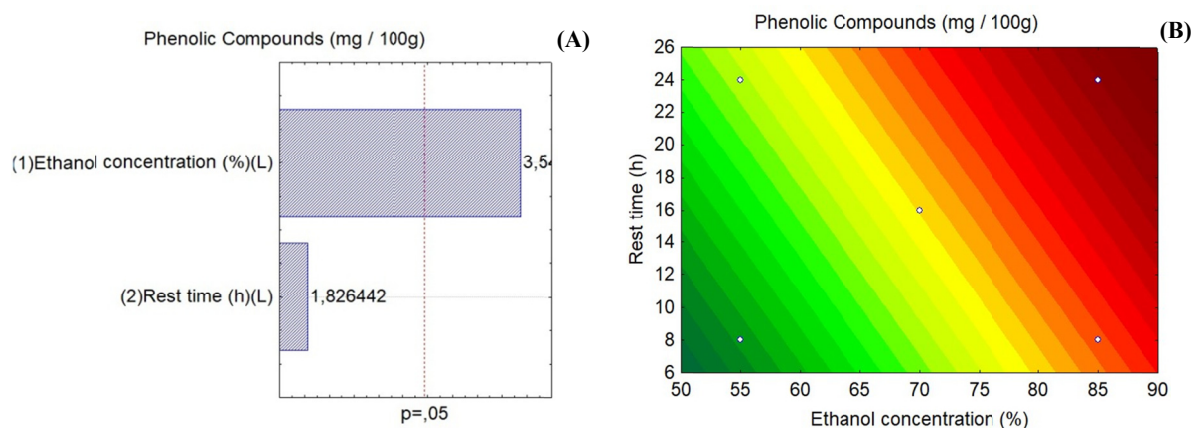 Phenolic Compounds (mg / 100g)
(A)
(1)Ethanol concentration (%)(L)
3,54
(2)Rest time (h)(L)
1,826442
p=,05
Phenolic Compounds (mg / 100g)
(B)
Rest time (h)
26
24
22
20
18
16
14
12
10
8
6
50
55
60
65
70
75
80
85
90
Ethanol concentration (%)